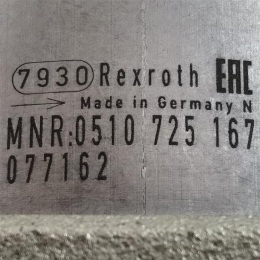 7930 Rexroth EAC
Made in Germany N
MNR:0510 725 167
077162